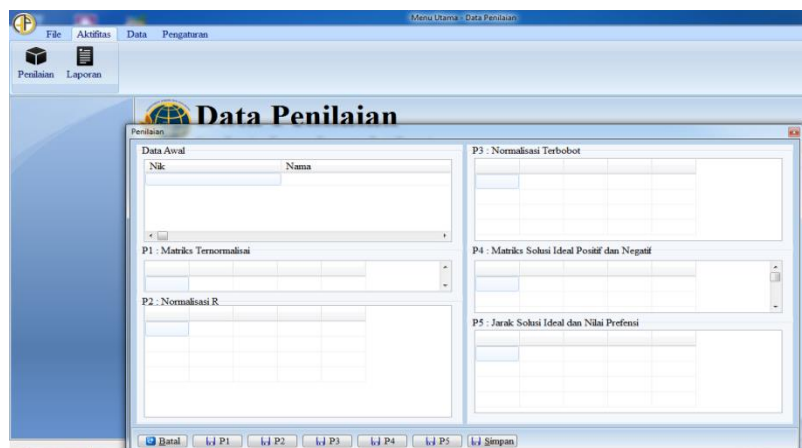 Menu Utama - Data Penilaian
File Aktifitas Data Pengaturan
Penilaian Laporan
Data Penilaian
Penilaian
Data Awal
Nik Nama
P1 : Matriks Ternormalisai
P2 : Normalisasi R
P3 : Normalisasi Terbobot
P4 : Matriks Solusi Ideal Positif dan Negatif
P5 : Jarak Solusi Ideal dan Nilai Prefensi
Batal P1 P2 P3 P4 P5 Simpan